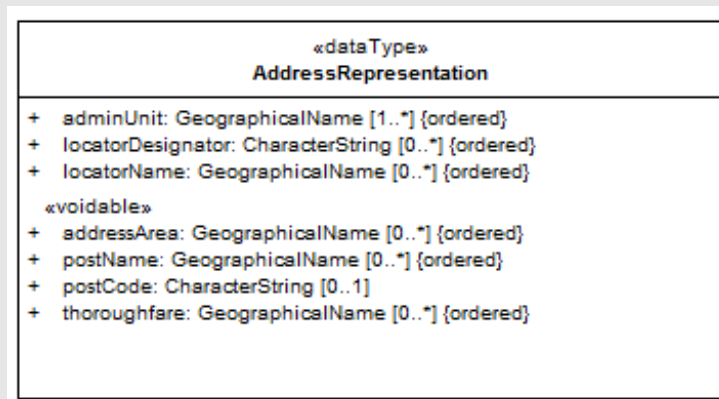 «dataType»
AddressRepresentation
+ adminUnit: GeographicalName [1..*] {ordered}
+ locatorDesignator: CharacterString [0..*] {ordered}
+ locatorName: GeographicalName [0..*] {ordered}
«voidable»
+ addressArea: GeographicalName [0..*] {ordered}
+ postName: GeographicalName [0..*] {ordered}
+ postCode: CharacterString [0..1]
+ thoroughfare: GeographicalName [0..*] {ordered}